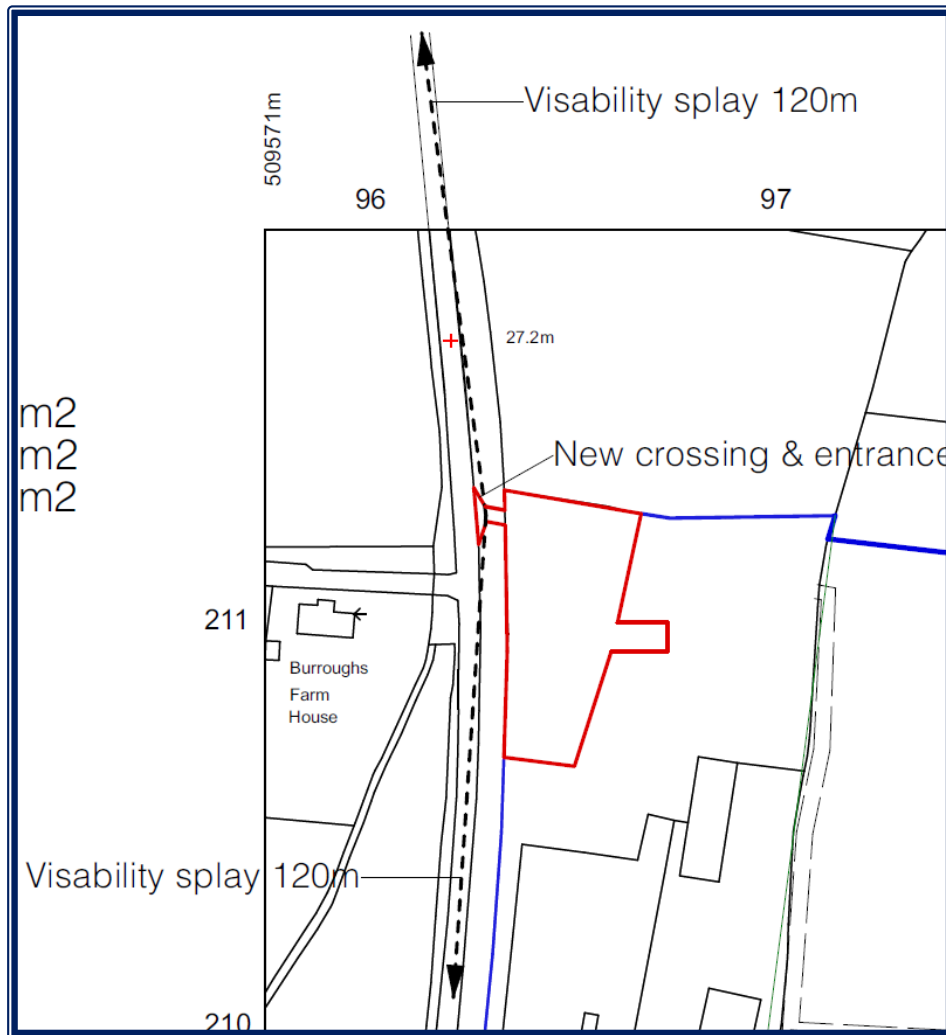 Visability splay 120m
509571m
96
97
27.2m
m2
m2
m2
New crossing & entrance
211
Burroughs
Farm
House
Visability splay 120m
210